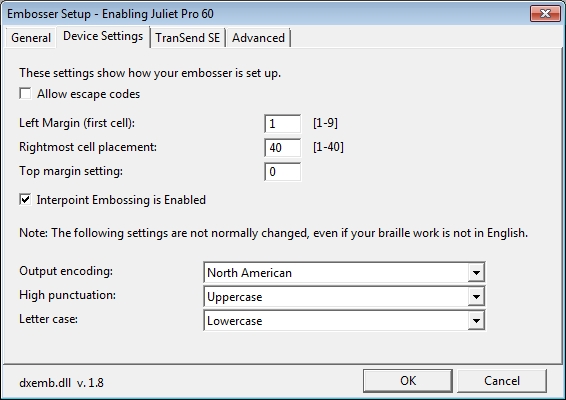 Embosser Setup - Enabling Juliet Pro 60
General Device Settings TranSend SE Advanced
These settings show how your embosser is set up.
Allow escape codes
Left Margin (first cell): 1 [1-9]
Rightmost cell placement: 40 [1-40]
Top margin setting: 0
Interpoint Embossing is Enabled
Note: The following settings are not normally changed, even if your braille work is not in English.
Output encoding: North American
High punctuation: Uppercase
Letter case: Lowercase
dxemb.dll v. 1.8 OK Cancel